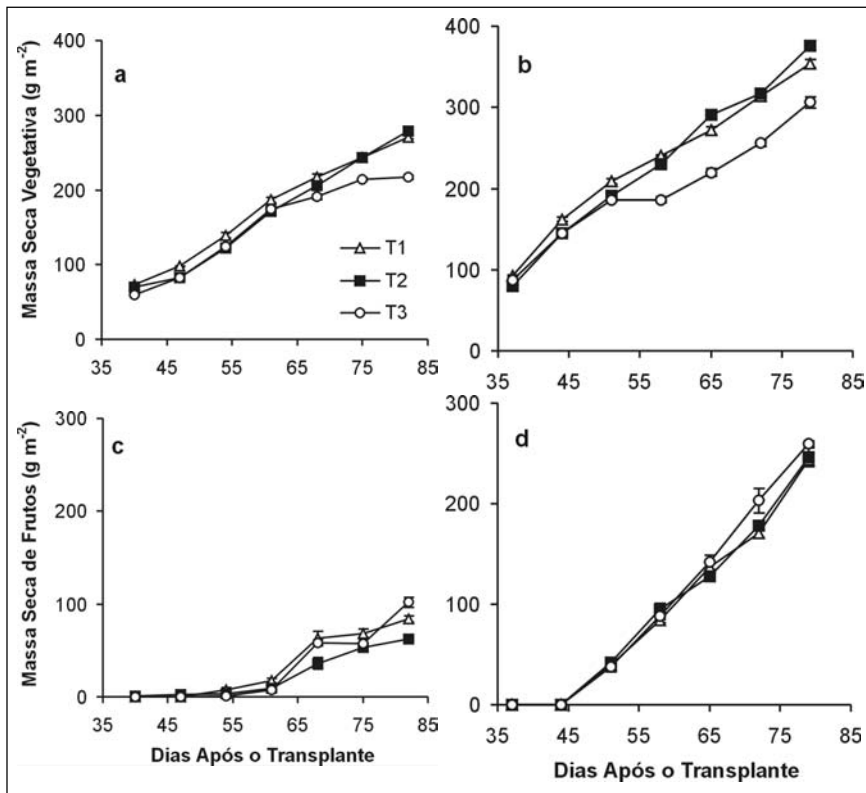 Massa Seca Vegetativa (g m-2)
400
300
200
100
0
a
T1
T2
T3
35 45 55 65 75 85
400
300
200
100
0
b
35 45 55 65 75 85
Massa Seca de Frutos (g m-2)
300
200
100
0
c
35 45 55 65 75 85
Dias Após o Transplante
300
200
100
0
d
35 45 55 65 75 85
Dias Após o Transplante